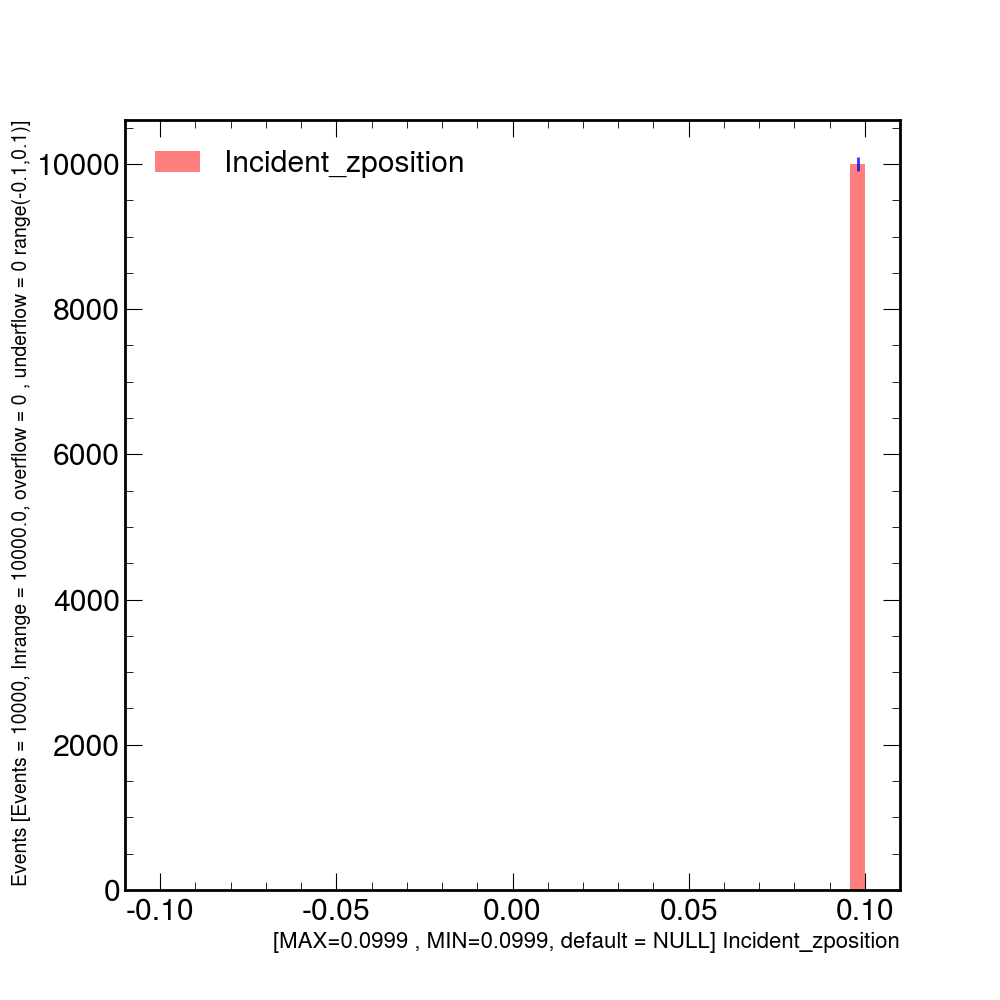 Events [Events = 10000, Inrange = 10000.0, overflow = 0 , underflow = 0 range(-0.1,0.1)]
Incident_zposition
10000
8000
6000
4000
2000
0
-0.10 -0.05 0.00 0.05 0.10
[MAX=0.0999 , MIN=0.0999, default = NULL] Incident_zposition